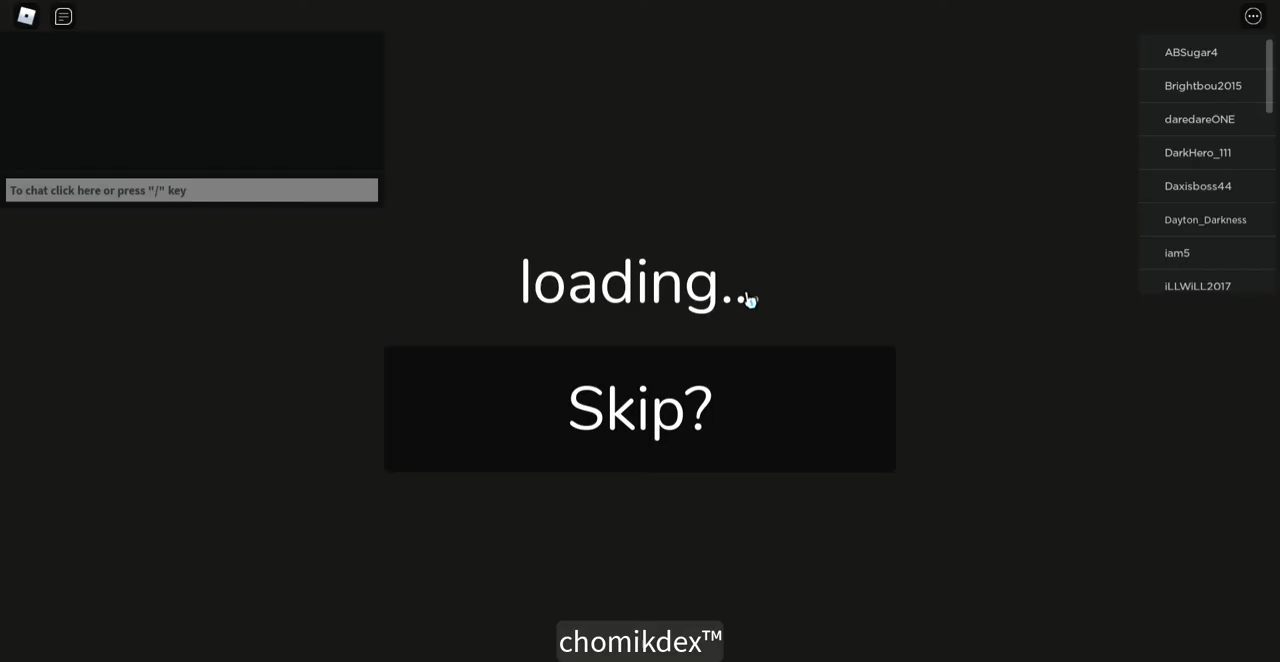 To chat click here or press "/" key
ABSugar4
Brightbou2015
daredareONE
DarkHero_111
Daxisboss44
Dayton_Darkness
iam5
iLLWiLL2017
loading...
Skip?
chomikdex™